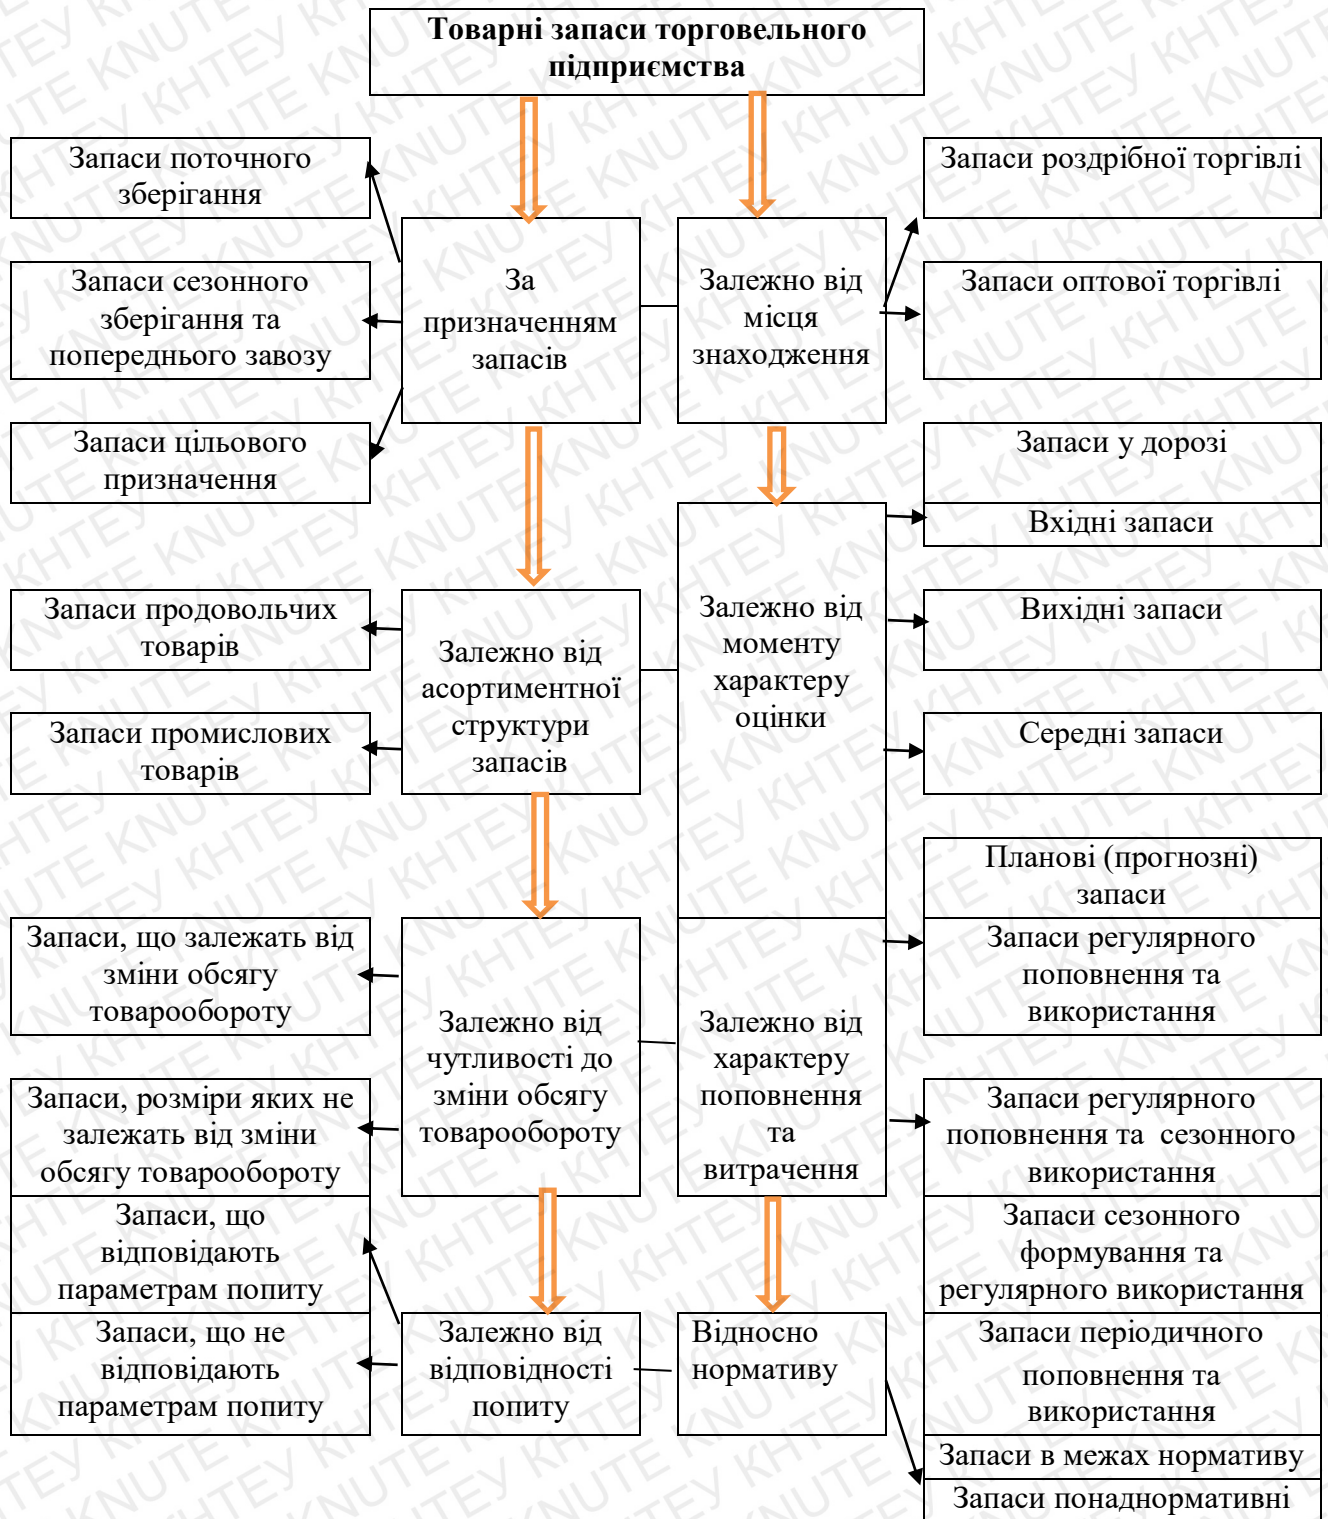 Товарні запаси торговельного
підприємства
Запаси поточного
зберігання
Запаси сезонного
зберігання та
попереднього завозу
Запаси цільового
призначення
За
призначенням
запасів
Залежно від
місця
знаходження
Запаси роздрібної торгівлі
Запаси оптової торгівлі
Запаси у дорозі
Запаси продовольчих
товарів
Запаси промислових
товарів
Залежно від
асортиментної
структури
запасів
Залежно від
моменту
характеру
оцінки
Вхідні запаси
Вихідні запаси
Середні запаси
Планові (прогнозні)
запаси
Запаси, що залежать від
зміни обсягу
товарообороту
Запаси, розміри яких не
залежать від зміни
обсягу товарообороту
Залежно від
чутливості до
зміни обсягу
товарообороту
Залежно від
характеру
поповнення
та
витрачення
Запаси регулярного
поповнення та
використання
Запаси регулярного
поповнення та сезонного
використання
Запаси сезонного
формування та
регулярного використання
Запаси періодичного
поповнення та
використання
Запаси, що
відповідають
параметрам попиту
Запаси, що не
відповідають
параметрам попиту
Залежно від
відповідності
попиту
Відносно
нормативу
Запаси в межах нормативу
Запаси понаднормативні